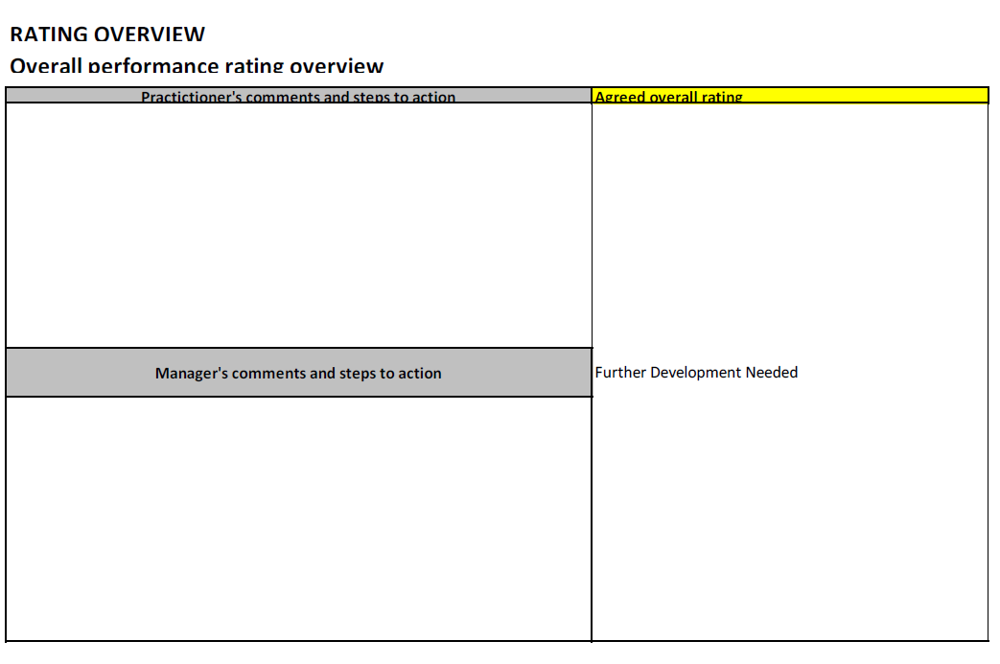 RATING OVERVIEW
Overall performance rating overview
Practictioner's comments and steps to action
Agreed overall rating
Manager's comments and steps to action
Further Development Needed